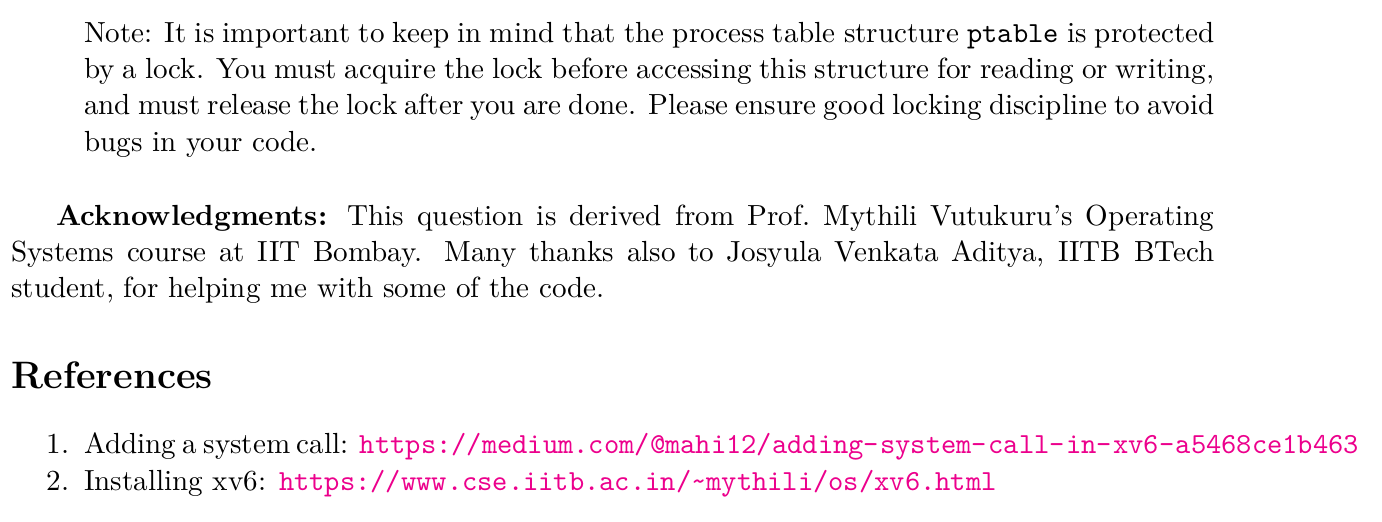 Note: It is important to keep in mind that the process table structure ptable is protected
by a lock. You must acquire the lock before accessing this structure for reading or writing,
and must release the lock after you are done. Please ensure good locking discipline to avoid
bugs in your code.
Acknowledgments: This question is derived from Prof. Mythili Vutukuru's Operating
Systems course at IIT Bombay. Many thanks also to Josyula Venkata Aditya, IITB BTech
student, for helping me with some of the code.
References
1. Adding a system call: https://medium.com/@mahi12/adding-system-call-in-xv6-a5468ce1b463
2. Installing xv6: https://www.cse.iitb.ac.in/~mythili/os/xv6.html